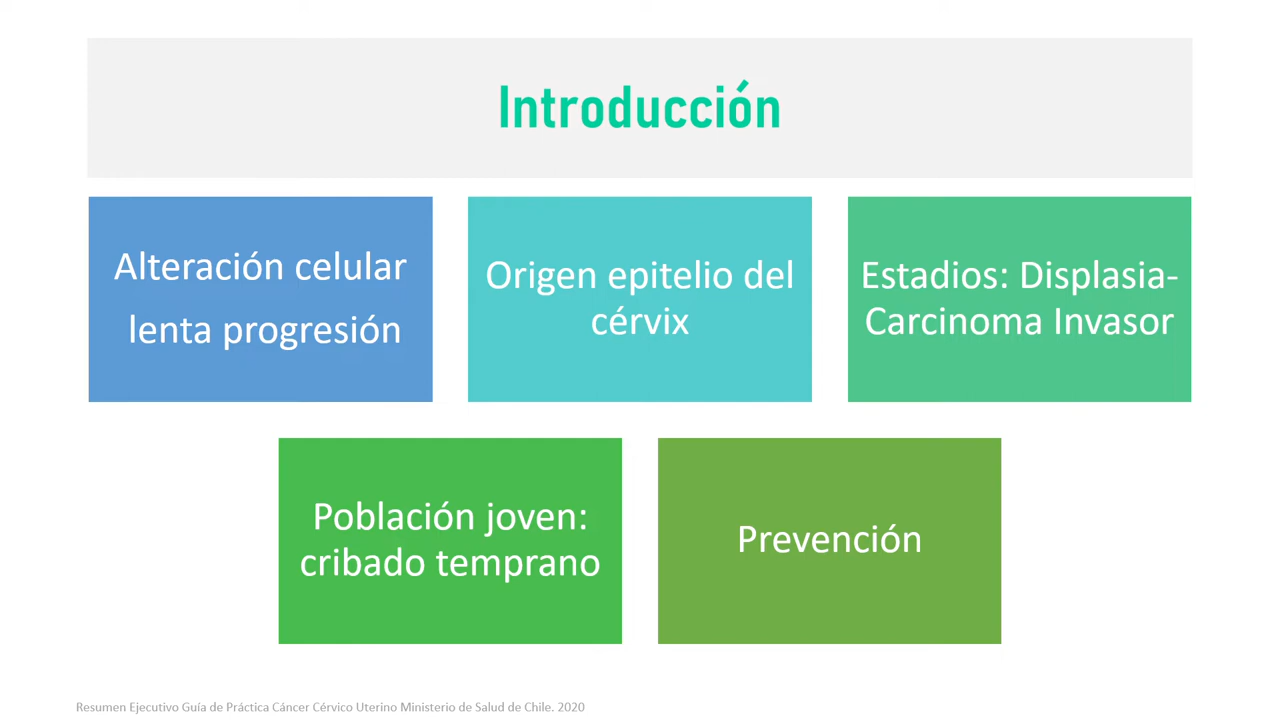 Introducción
Alteración celular
lenta progresión
Origen epitelio del
cérvix
Estadios: Displasia-
Carcinoma Invasor
Población joven:
cribado temprano
Prevención
Resumen Ejecutivo Guía de Práctica Cáncer Cérvico Uterino Ministerio de Salud de Chile. 2020